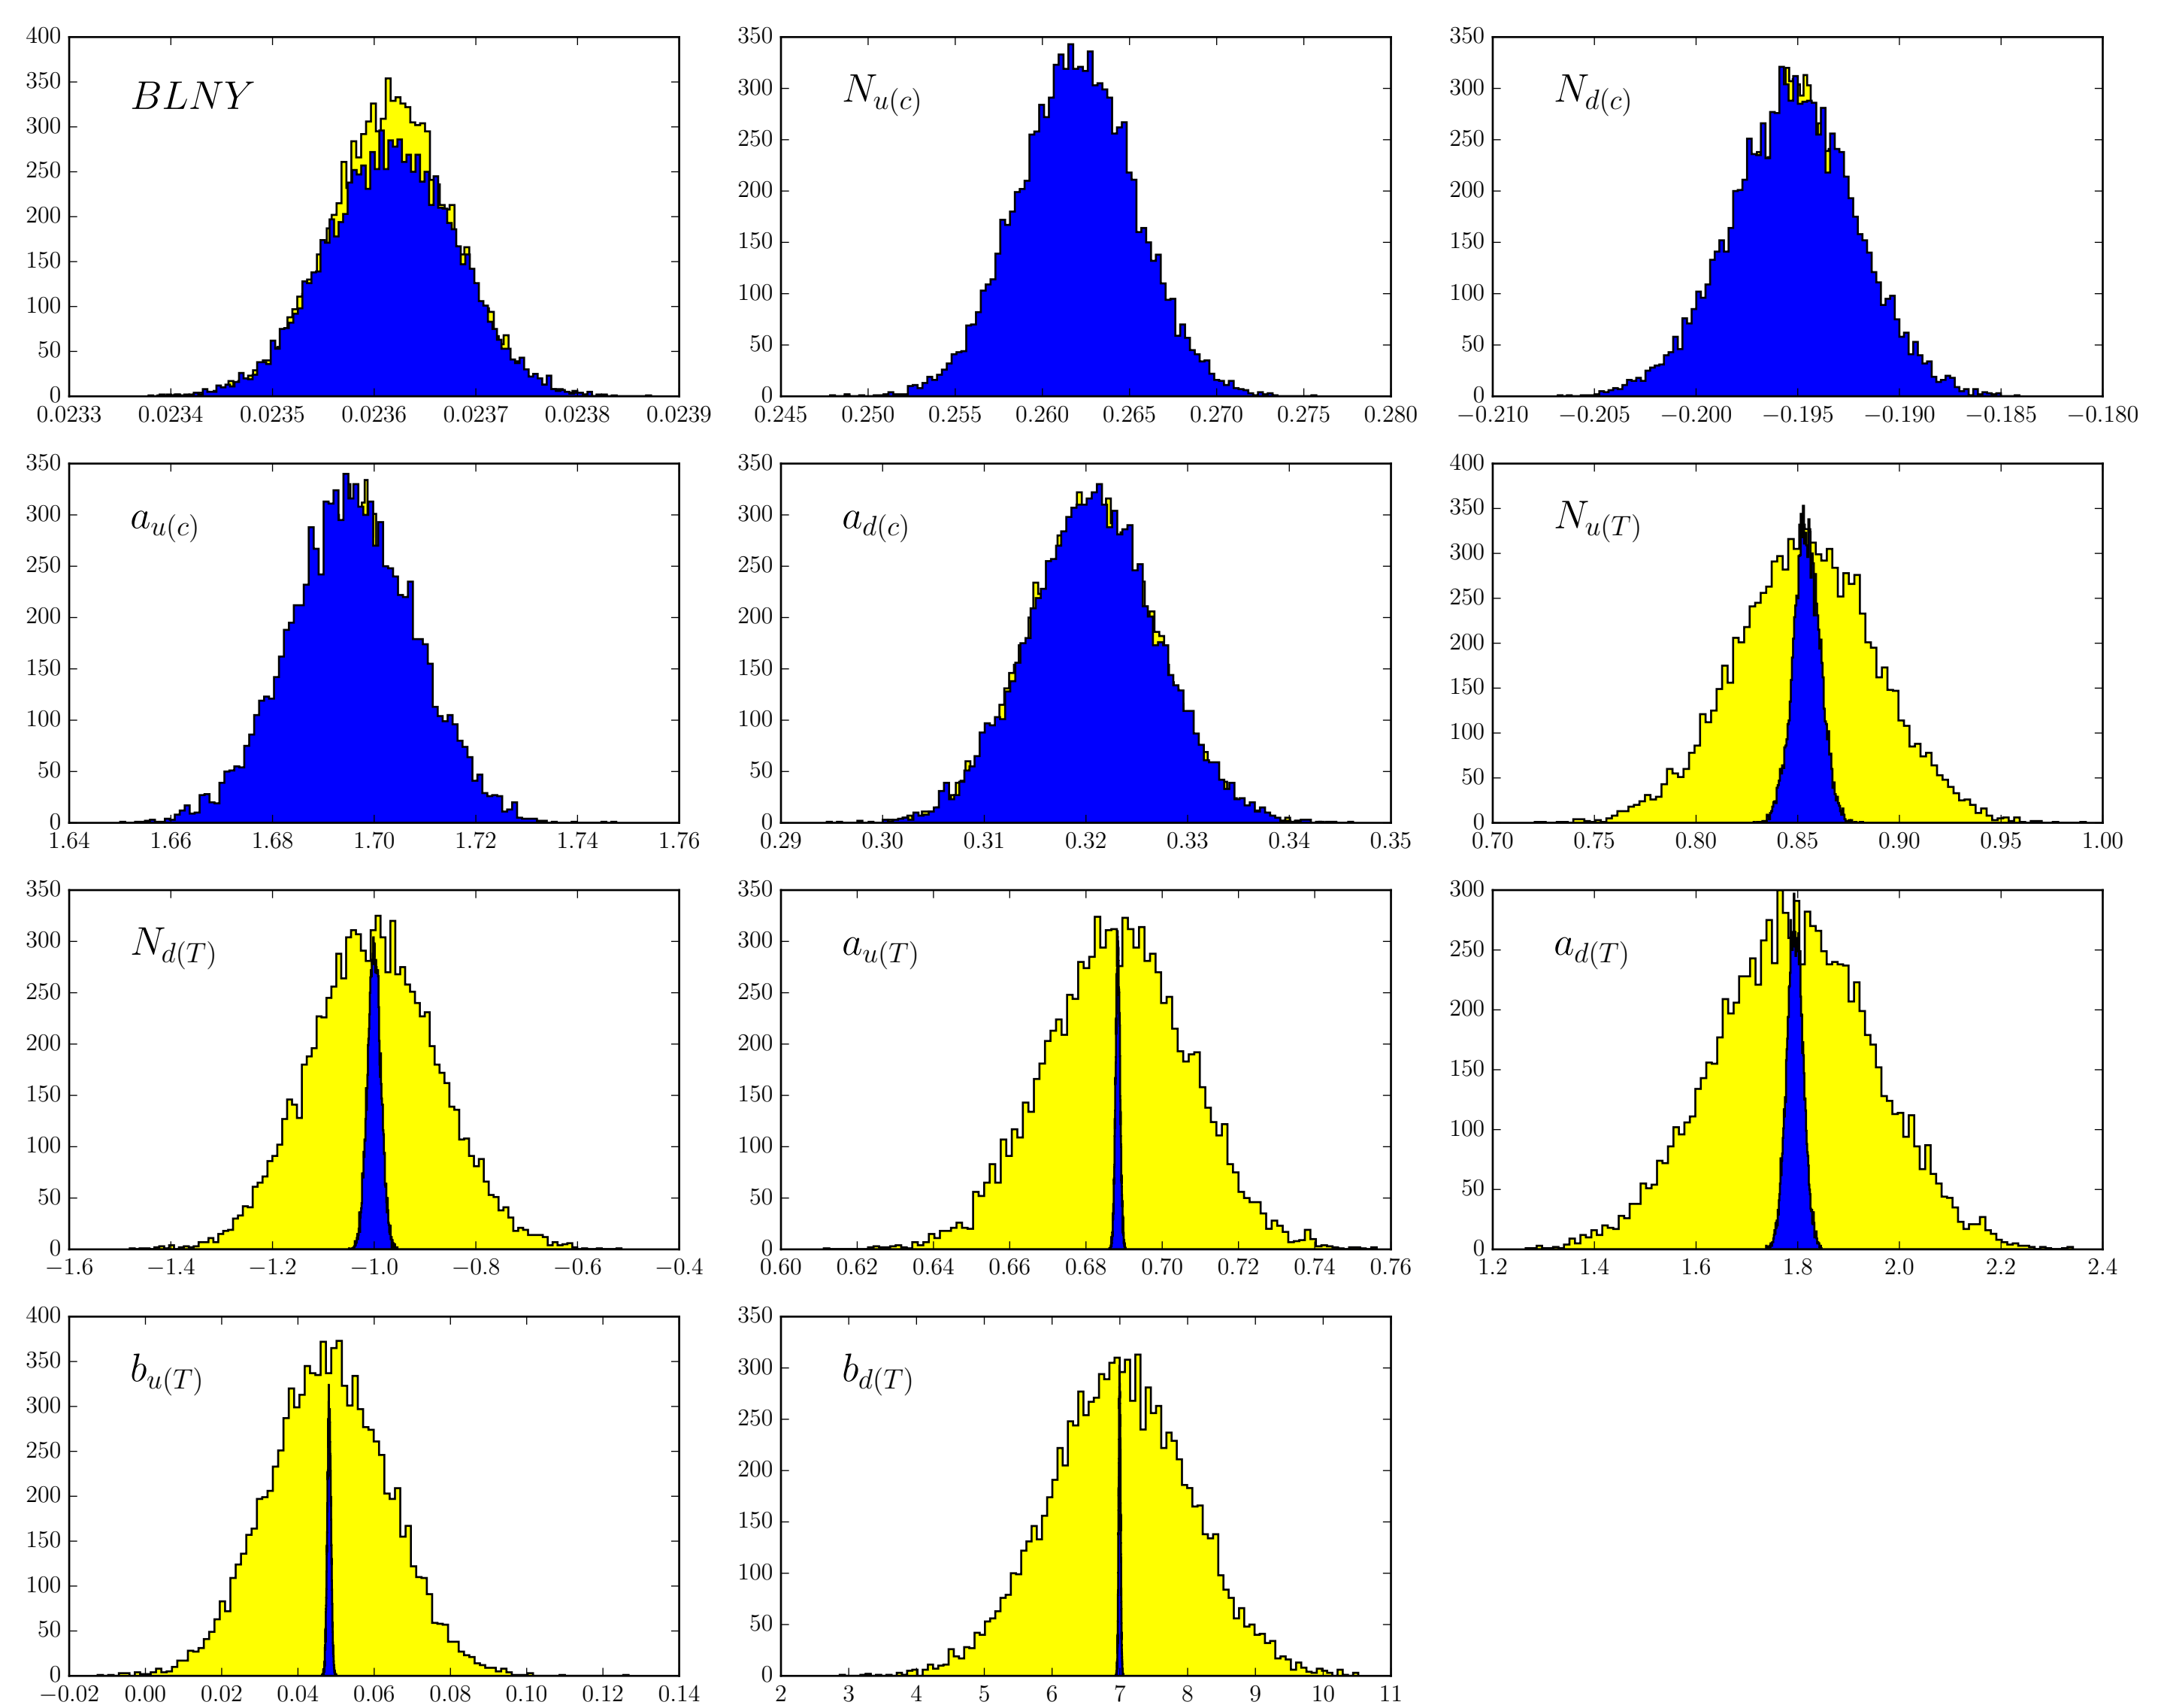 BLNY
0 50 100 150 200 250 300 350 400
0.0233 0.0234 0.0235 0.0236 0.0237 0.0238 0.0239
N_{u(c)}
0 50 100 150 200 250 300 350
0.245 0.250 0.255 0.260 0.265 0.270 0.275 0.280
N_{d(c)}
0 50 100 150 200 250 300 350
−0.210 −0.205 −0.200 −0.195 −0.190 −0.185 −0.180
a_{u(c)}
0 50 100 150 200 250 300 350
1.64 1.66 1.68 1.70 1.72 1.74 1.76
a_{d(c)}
0 50 100 150 200 250 300 350
0.29 0.30 0.31 0.32 0.33 0.34 0.35
N_{u(T)}
0 50 100 150 200 250 300 350 400
0.70 0.75 0.80 0.85 0.90 0.95 1.00
N_{d(T)}
0 50 100 150 200 250 300 350
−1.6 −1.4 −1.2 −1.0 −0.8 −0.6 −0.4
a_{u(T)}
0 50 100 150 200 250 300 350
0.60 0.62 0.64 0.66 0.68 0.70 0.72 0.74 0.76
a_{d(T)}
0 50 100 150 200 250 300
1.2 1.4 1.6 1.8 2.0 2.2 2.4
b_{u(T)}
0 50 100 150 200 250 300 350 400
−0.02 0.00 0.02 0.04 0.06 0.08 0.10 0.12 0.14
b_{d(T)}
0 50 100 150 200 250 300 350
2 3 4 5 6 7 8 9 10 11